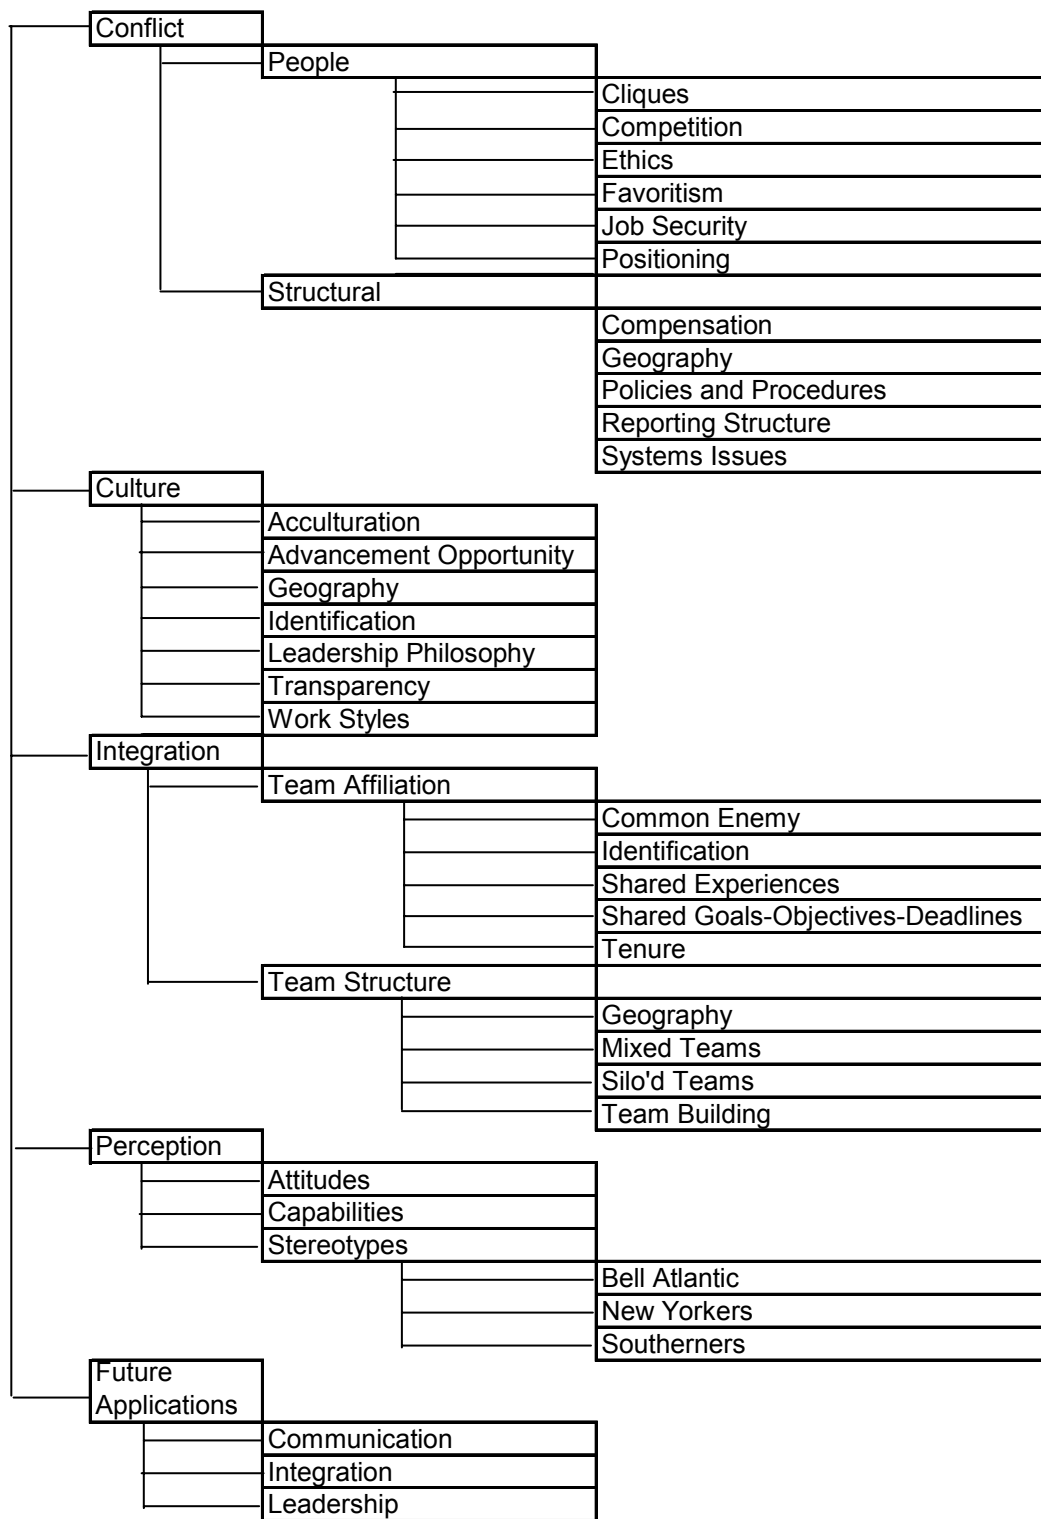 Conflict
People
Cliques
Competition
Ethics
Favoritism
Job Security
Positioning
Structural
Compensation
Geography
Policies and Procedures
Reporting Structure
Systems Issues
Culture
Acculturation
Advancement Opportunity
Geography
Identification
Leadership Philosophy
Transparency
Work Styles
Integration
Team Affiliation
Common Enemy
Identification
Shared Experiences
Shared Goals-Objectives-Deadlines
Tenure
Team Structure
Geography
Mixed Teams
Silo'd Teams
Team Building
Perception
Attitudes
Capabilities
Stereotypes
Bell Atlantic
New Yorkers
Southerners
Future
Applications
Communication
Integration
Leadership